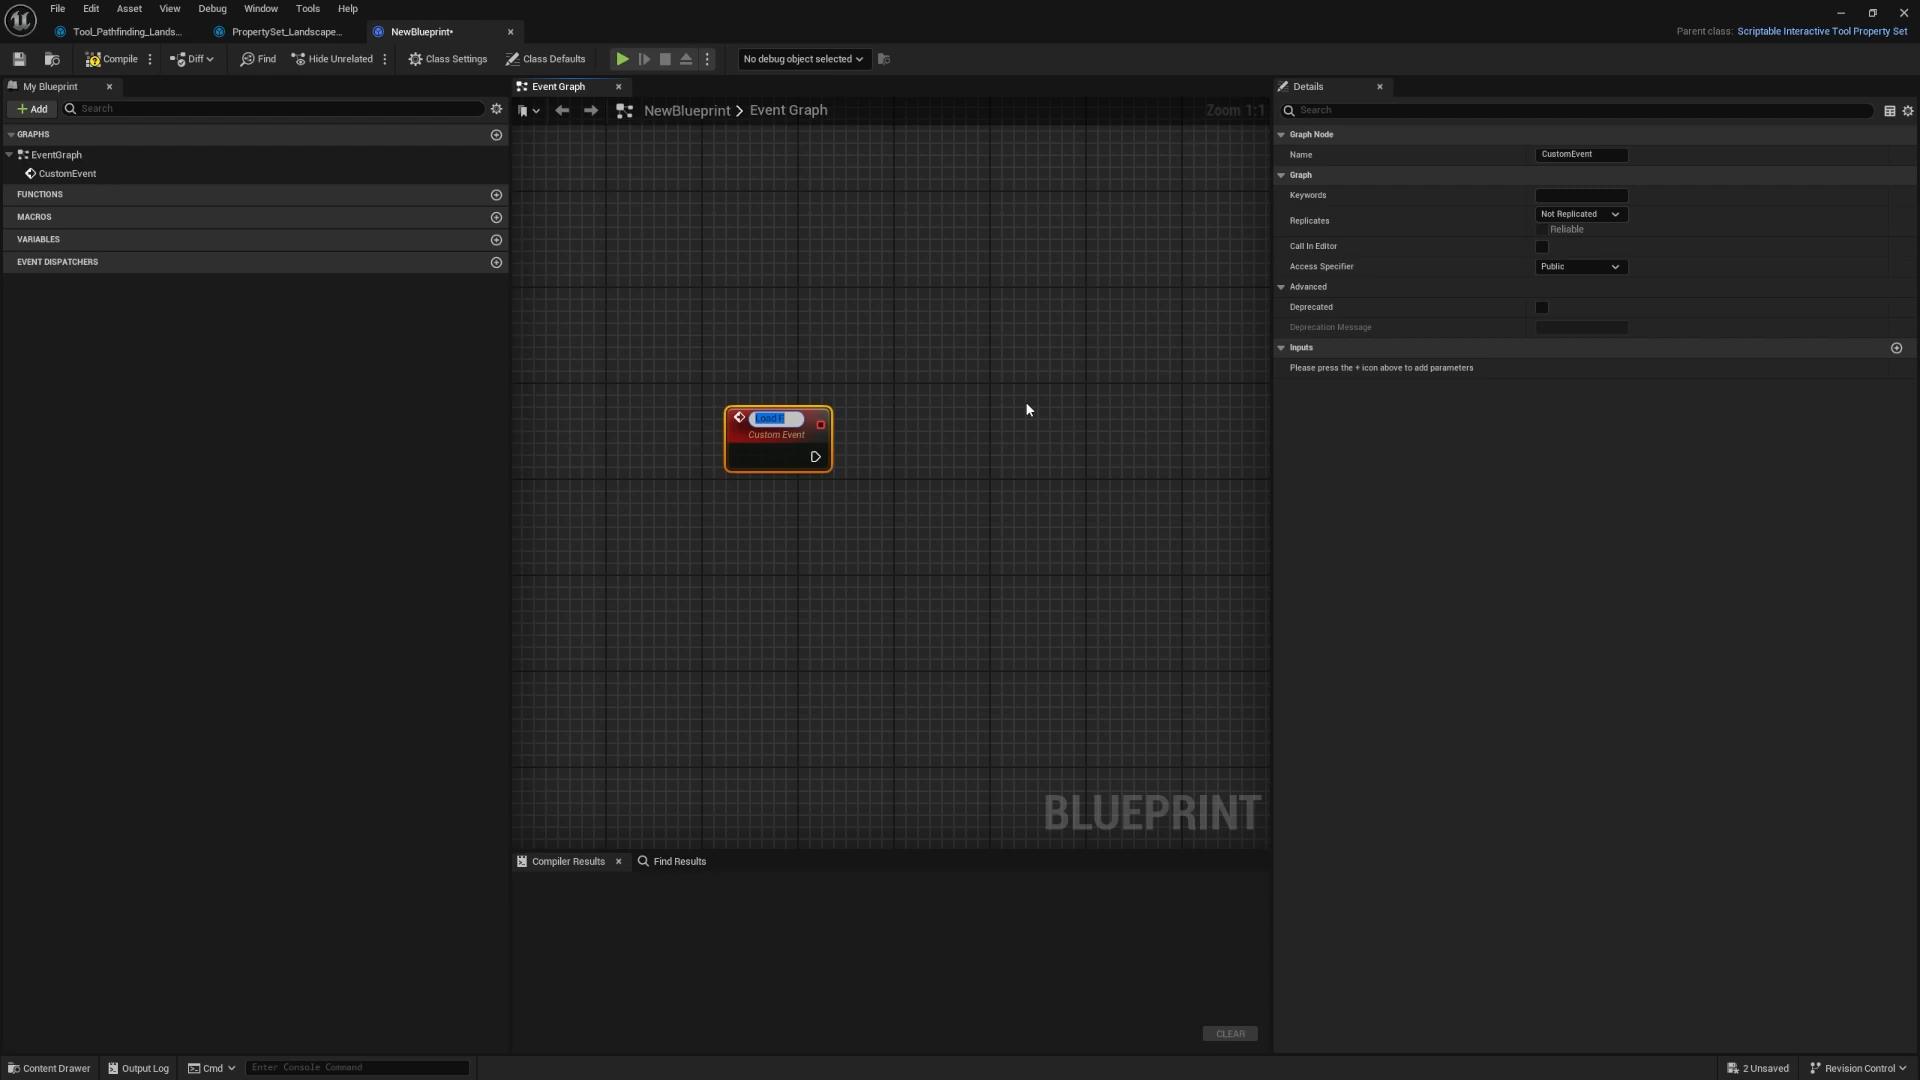 File Edit Asset View Debug Window Tools Help
Tool_Pathfinding_Lands... PropertySet_Landscape... NewBlueprint•
Parent class: Scriptable Interactive Tool Property Set
Compile Diff Find Hide Unrelated Class Settings Class Defaults No debug object selected
My Blueprint
Add Search
GRAPHS
EventGraph
CustomEvent
FUNCTIONS
MACROS
VARIABLES
EVENT DISPATCHERS
Event Graph
NewBlueprint > Event Graph Zoom 1:1
Load F
Custom Event
BLUEPRINT
Compiler Results Find Results
CLEAR
Details
Search
Graph Node
Name CustomEvent
Graph
Keywords
Replicates Not Replicated
Reliable
Call In Editor
Access Specifier Public
Advanced
Deprecated
Deprecation Message
Inputs
Please press the + icon above to add parameters
Content Drawer Output Log Cmd Enter Console Command 2 Unsaved Revision Control